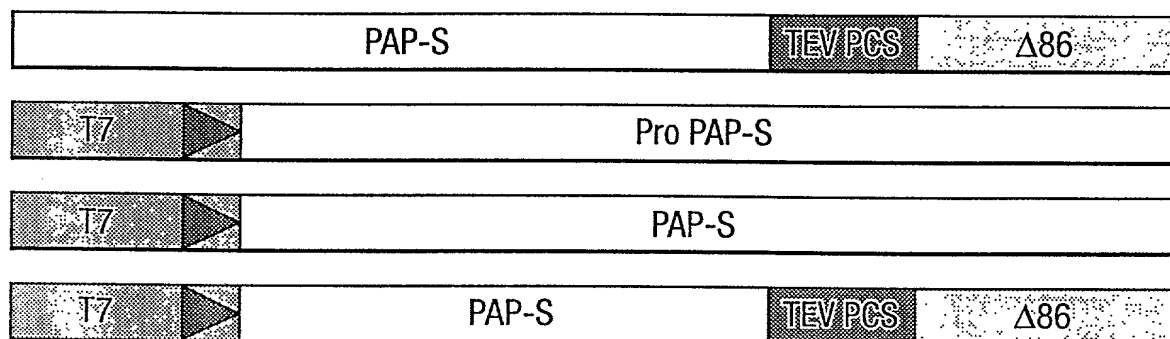 PAP-S TEV PCS Δ86
T7 Pro PAP-S
T7 PAP-S
T7 PAP-S TEV PCS Δ86